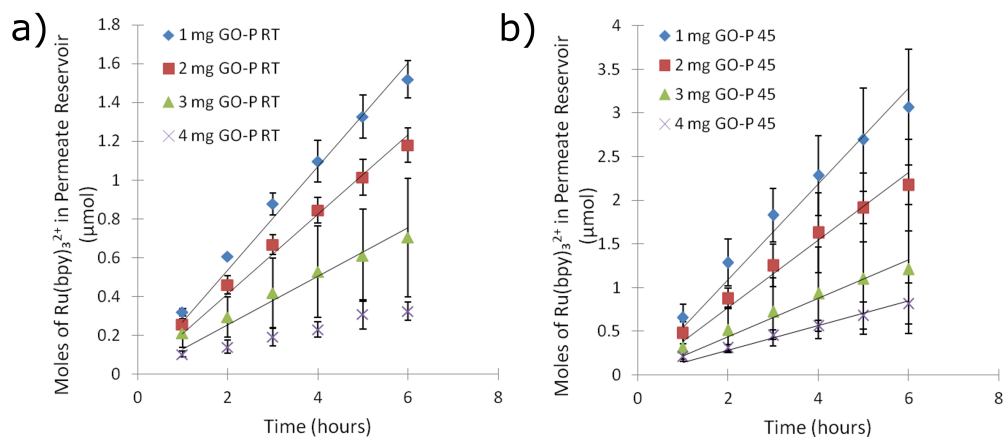 a)
Moles of Ru(bpy)₃²⁺ in Permeate Reservoir
(µmol)
1.8
1.6
1.4
1.2
1
0.8
0.6
0.4
0.2
0
1 mg GO-P RT
2 mg GO-P RT
3 mg GO-P RT
4 mg GO-P RT
0 2 4 6 8
Time (hours)
b)
Moles of Ru(bpy)₃²⁺ in Permeate Reservoir
(µmol)
4
3.5
3
2.5
2
1.5
1
0.5
0
1 mg GO-P 45
2 mg GO-P 45
3 mg GO-P 45
4 mg GO-P 45
0 2 4 6 8
Time (hours)